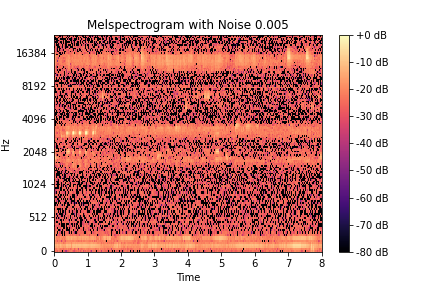 Melspectrogram with Noise 0.005
+0 dB
16384
-10 dB
8192
-20 dB
-30 dB
4096
Hz
2048
-40 dB
-50 dB
1024
-60 dB
512
-70 dB
0
-80 dB
0 1 2 3 4 5 6 7 8
Time